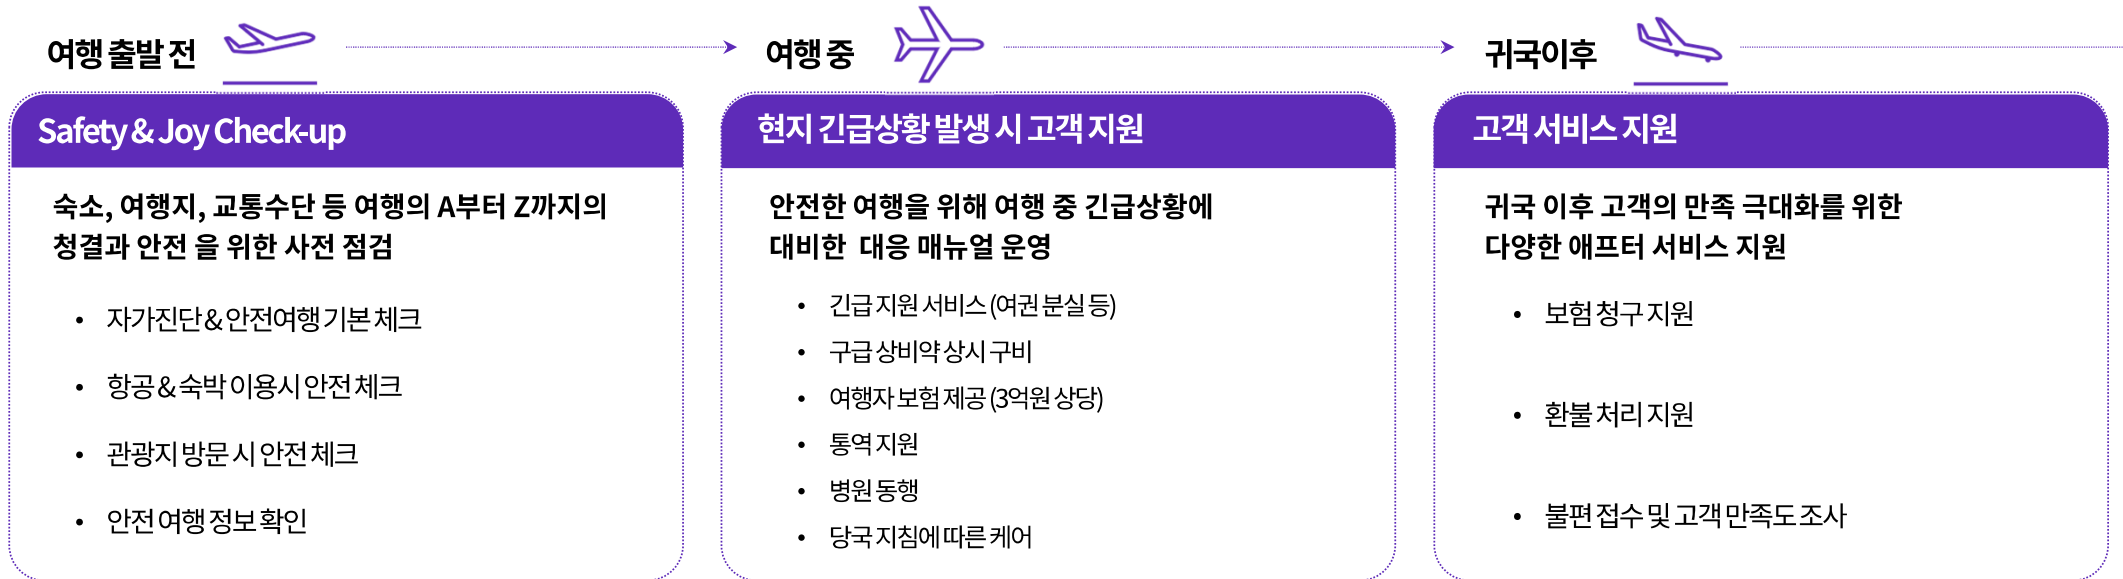 여행 출발 전
Safety & Joy Check-up
숙소, 여행지, 교통수단 등 여행의 A부터 Z까지의
청결과 안전 을 위한 사전 점검
• 자가진단 & 안전여행 기본 체크
• 항공 & 숙박 이용시 안전 체크
• 관광지 방문 시 안전 체크
• 안전 여행 정보 확인
여행 중
현지 긴급상황 발생 시 고객 지원
안전한 여행을 위해 여행 중 긴급상황에
대비한 대응 매뉴얼 운영
• 긴급 지원 서비스 (여권 분실 등)
• 구급 상비약 상시 구비
• 여행자 보험 제공 (3억원 상당)
• 통역 지원
• 병원 동행
• 당국 지침에 따른 케어
귀국이후
고객 서비스 지원
귀국 이후 고객의 만족 극대화를 위한
다양한 애프터 서비스 지원
• 보험 청구 지원
• 환불 처리 지원
• 불편 접수 및 고객 만족도 조사